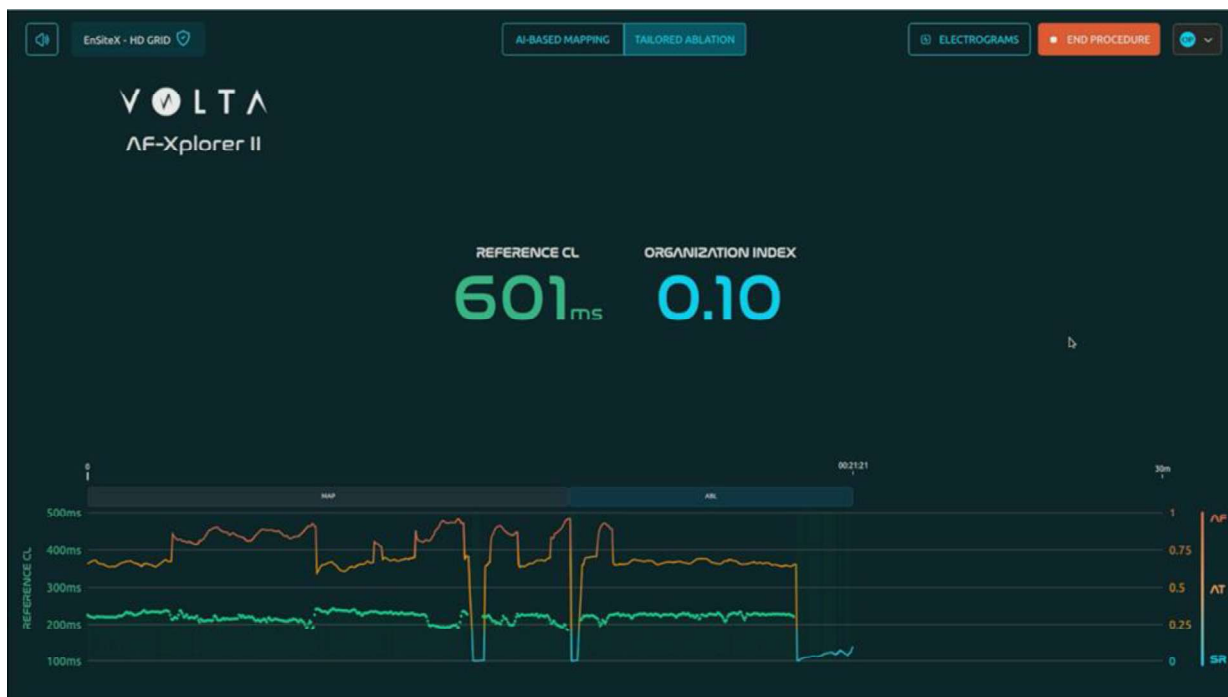 EnSiteX - HD GRID
AI-BASED MAPPING
TAILORED ABLATION
ELECTROGRAMS
END PROCEDURE
OP
VOLTA
AF-Xplorer II
REFERENCE CL
ORGANIZATION INDEX
601ms
0.10
0
00:21:21
30m
MAP
ABL
500ms
400ms
300ms
200ms
100ms
REFERENCE CL
1
0.75
0.5
0.25
0
AF
AT
SR